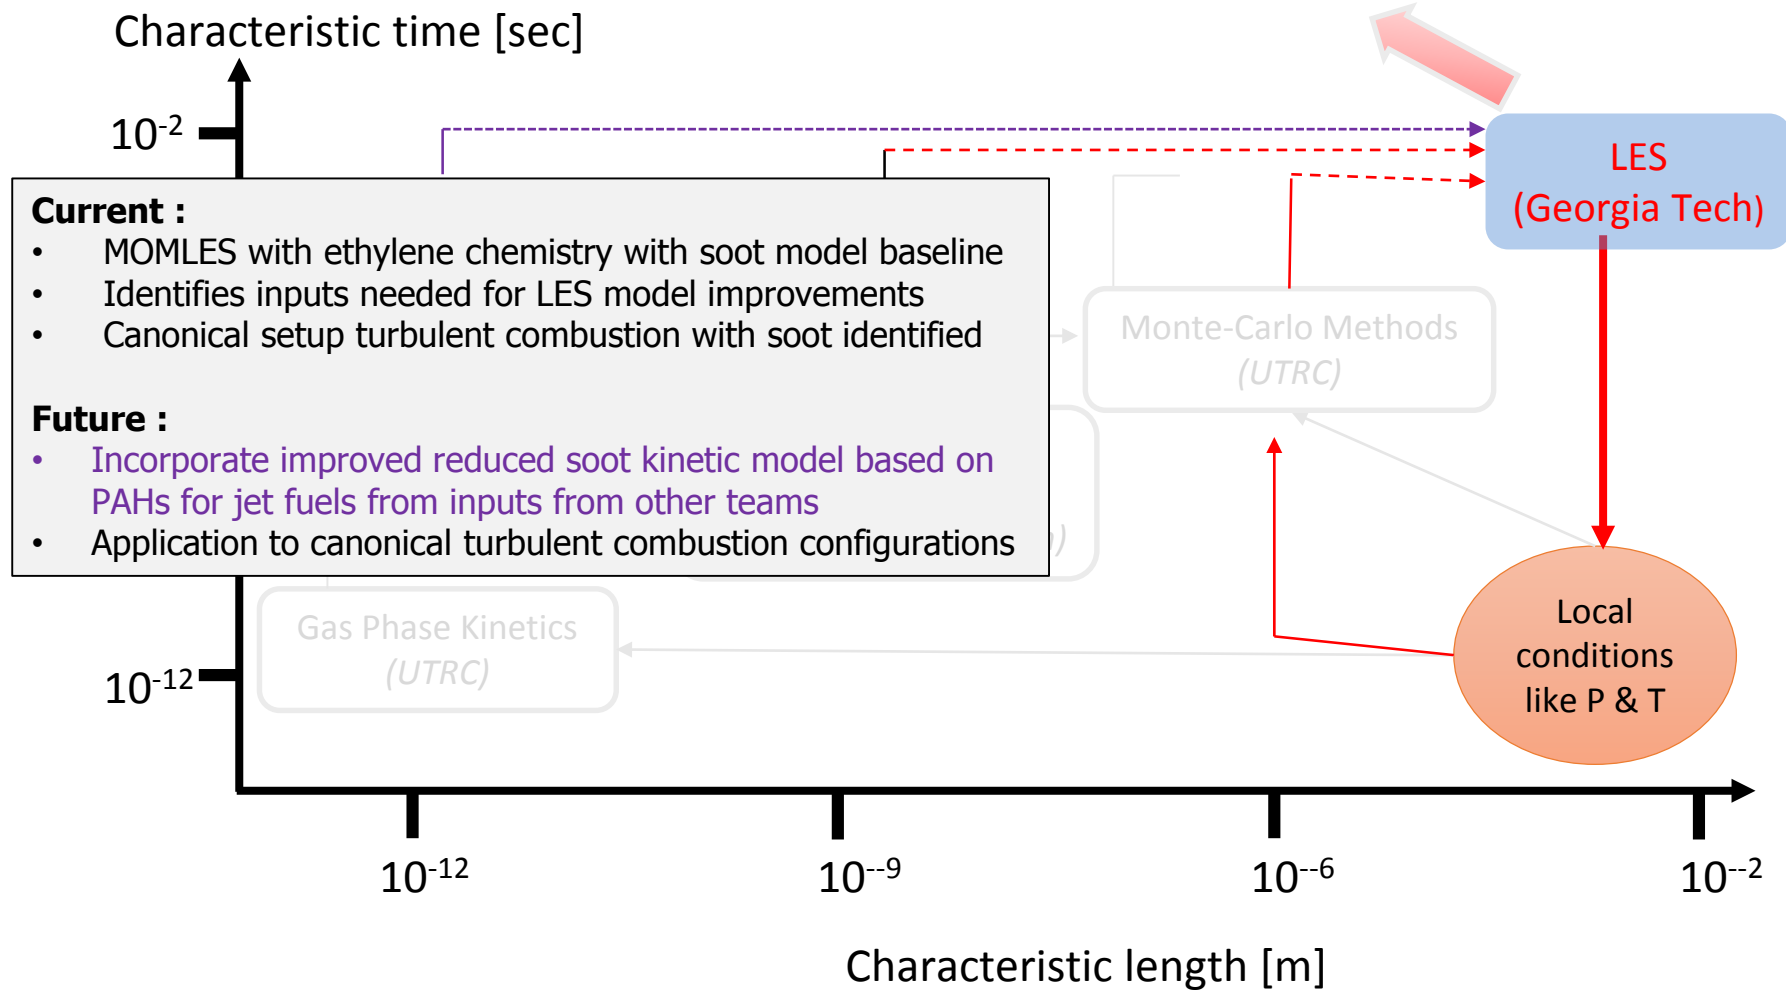 Characteristic time [sec]
10-2
LES
(Georgia Tech)
Current :
• MOMLES with ethylene chemistry with soot model baseline
• Identifies inputs needed for LES model improvements
• Canonical setup turbulent combustion with soot identified
Future :
• Incorporate improved reduced soot kinetic model based on
PAHs for jet fuels from inputs from other teams
• Application to canonical turbulent combustion configurations
Monte-Carlo Methods
(UTRC)
)
Gas Phase Kinetics
(UTRC)
Local
conditions
like P & T
10-12
10-12
10--9
10--6
10--2
Characteristic length [m]